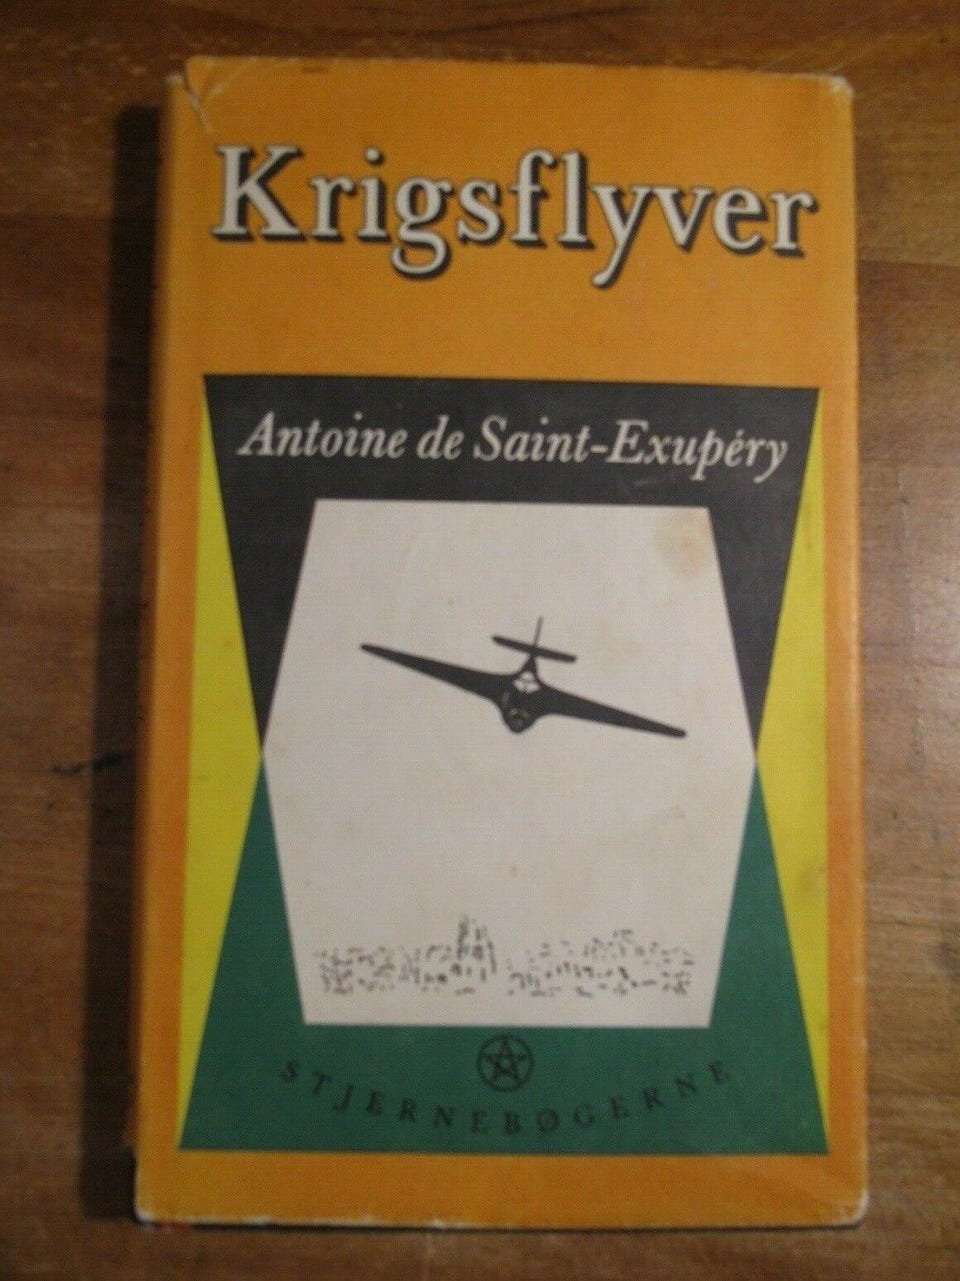 Krigsflyver
Antoine de Saint-Exupéry
STJERNEBØGERNE